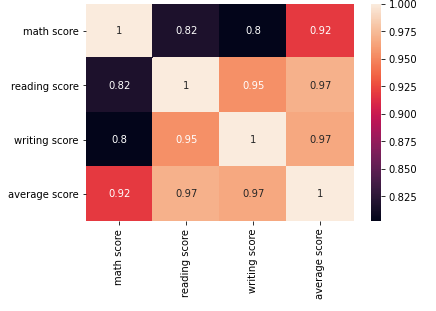 math score 1 0.82 0.8 0.92
reading score 0.82 1 0.95 0.97
writing score 0.8 0.95 1 0.97
average score 0.92 0.97 0.97 1
math score
reading score
writing score
average score
1.000
0.975
0.950
0.925
0.900
0.875
0.850
0.825